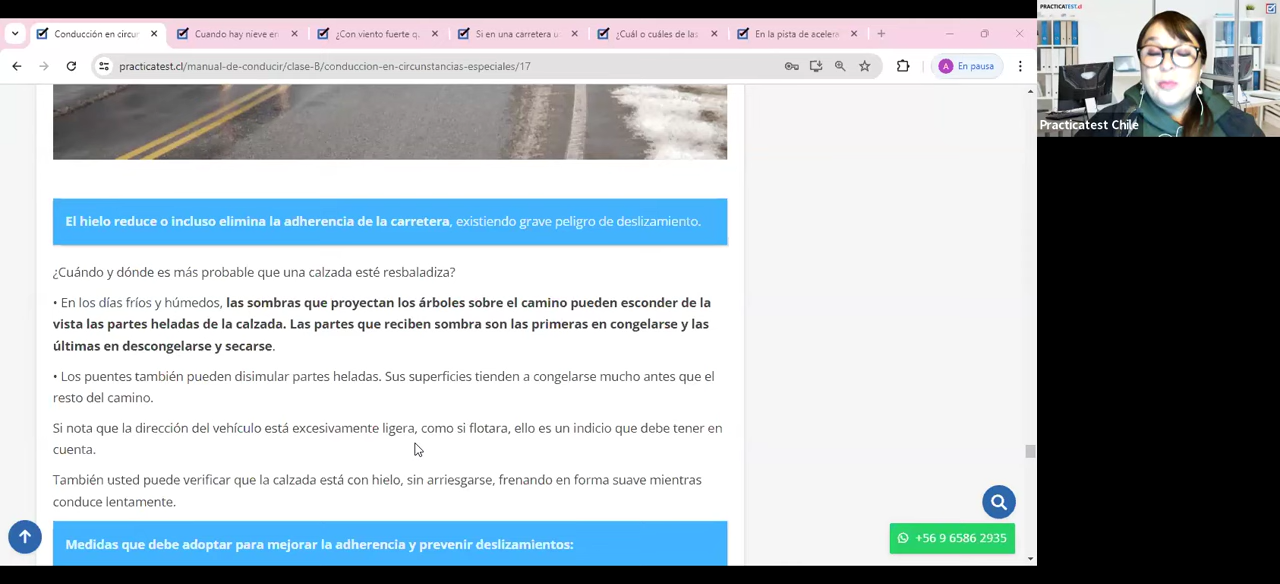 Conducción en circun
Cuando hay nieve en
¿Con viento fuerte q
Si en una carretera u
¿Cuál o cuáles de las
En la pista de acelera
practicatest.cl/manual-de-conducir/clase-B/conduccion-en-circunstancias-especiales/17
A En pausa
PRACTICATEST.cl
Practicatest Chile
El hielo reduce o incluso elimina la adherencia de la carretera, existiendo grave peligro de deslizamiento.
¿Cuándo y dónde es más probable que una calzada esté resbaladiza?
• En los días fríos y húmedos, las sombras que proyectan los árboles sobre el camino pueden esconder de la
vista las partes heladas de la calzada. Las partes que reciben sombra son las primeras en congelarse y las
últimas en descongelarse y secarse.
• Los puentes también pueden disimular partes heladas. Sus superficies tienden a congelarse mucho antes que el
resto del camino.
Si nota que la dirección del vehículo está excesivamente ligera, como si flotara, ello es un indicio que debe tener en
cuenta.
También usted puede verificar que la calzada está con hielo, sin arriesgarse, frenando en forma suave mientras
conduce lentamente.
+56 9 6586 2935
Medidas que debe adoptar para mejorar la adherencia y prevenir deslizamientos: